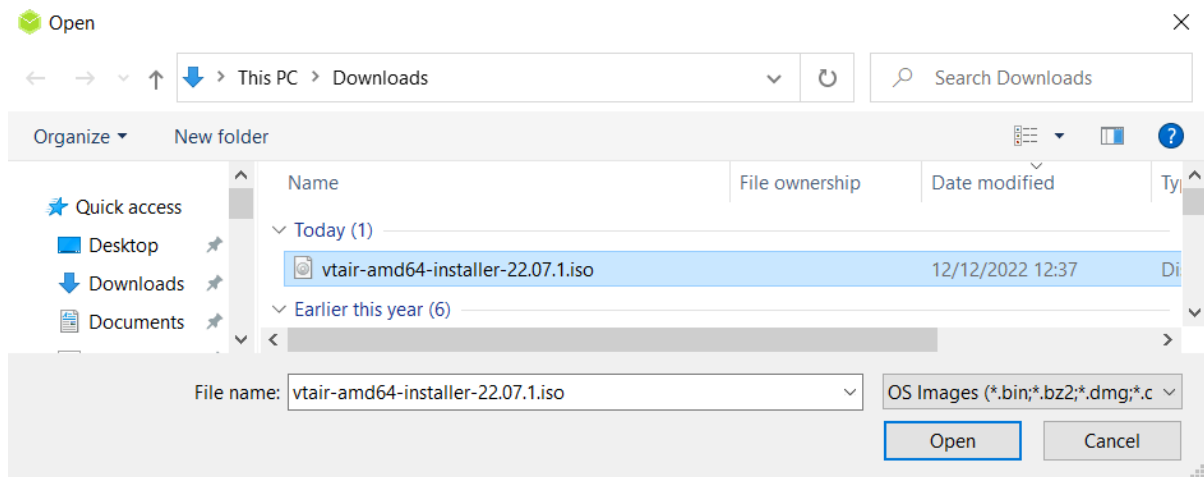 Open
This PC > Downloads
Search Downloads
Organize
New folder
?
Name
File ownership
Date modified
Quick access
Desktop
Downloads
Documents
Today (1)
vtair-amd64-installer-22.07.1.iso 12/12/2022 12:37
Earlier this year (6)
File name: vtair-amd64-installer-22.07.1.iso
OS Images (*.bin;*.bz2;*.dmg;*.c
Open
Cancel